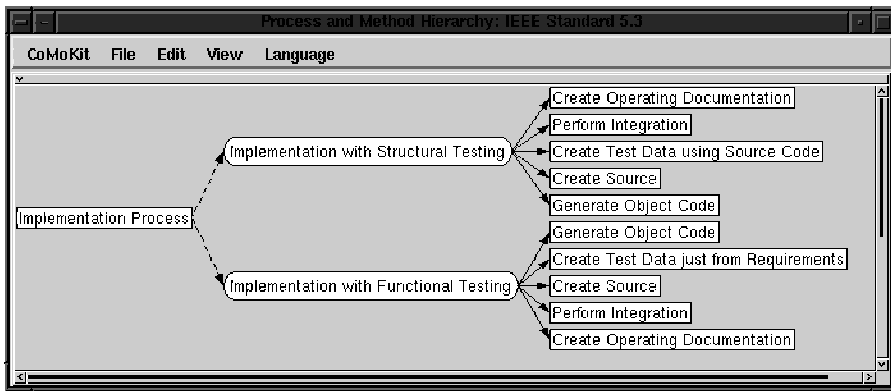 Process and Method Hierarchy: IEEE Standard 5.3
CoMoKit File Edit View Language
Create Operating Documentation
Perform Integration
Implementation with Structural Testing
Create Test Data using Source Code
Create Source
Generate Object Code
Implementation Process
Generate Object Code
Create Test Data just from Requirements
Implementation with Functional Testing
Create Source
Perform Integration
Create Operating Documentation